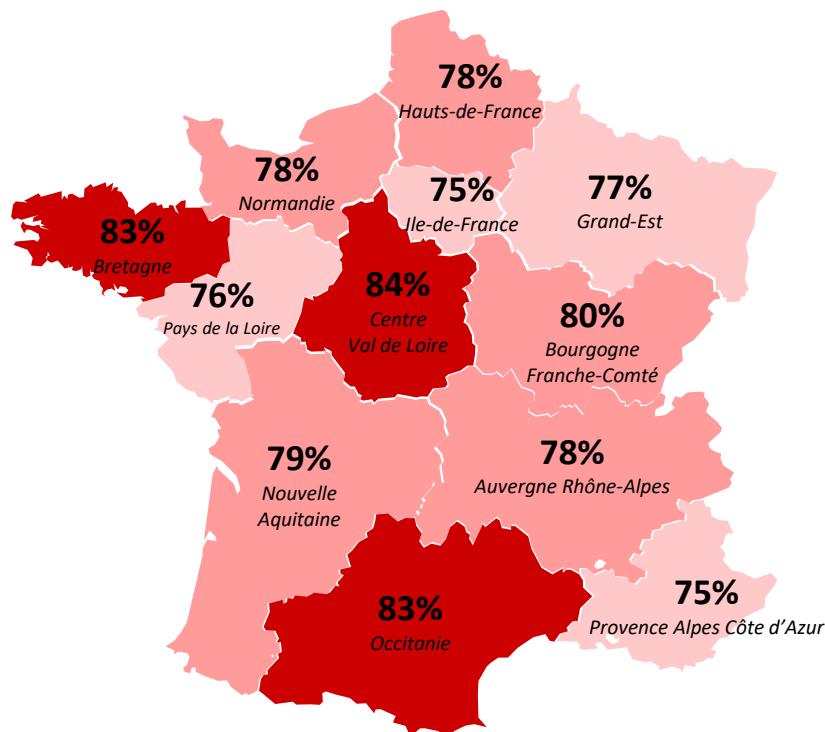 78%
Hauts-de-France
78%
Normandie
75%
Ile-de-France
77%
Grand-Est
83%
Bretagne
76%
Pays de la Loire
84%
Centre
Val de Loire
80%
Bourgogne
Franche-Comté
79%
Nouvelle
Aquitaine
78%
Auvergne Rhône-Alpes
83%
Occitanie
75%
Provence Alpes Côte d’Azur